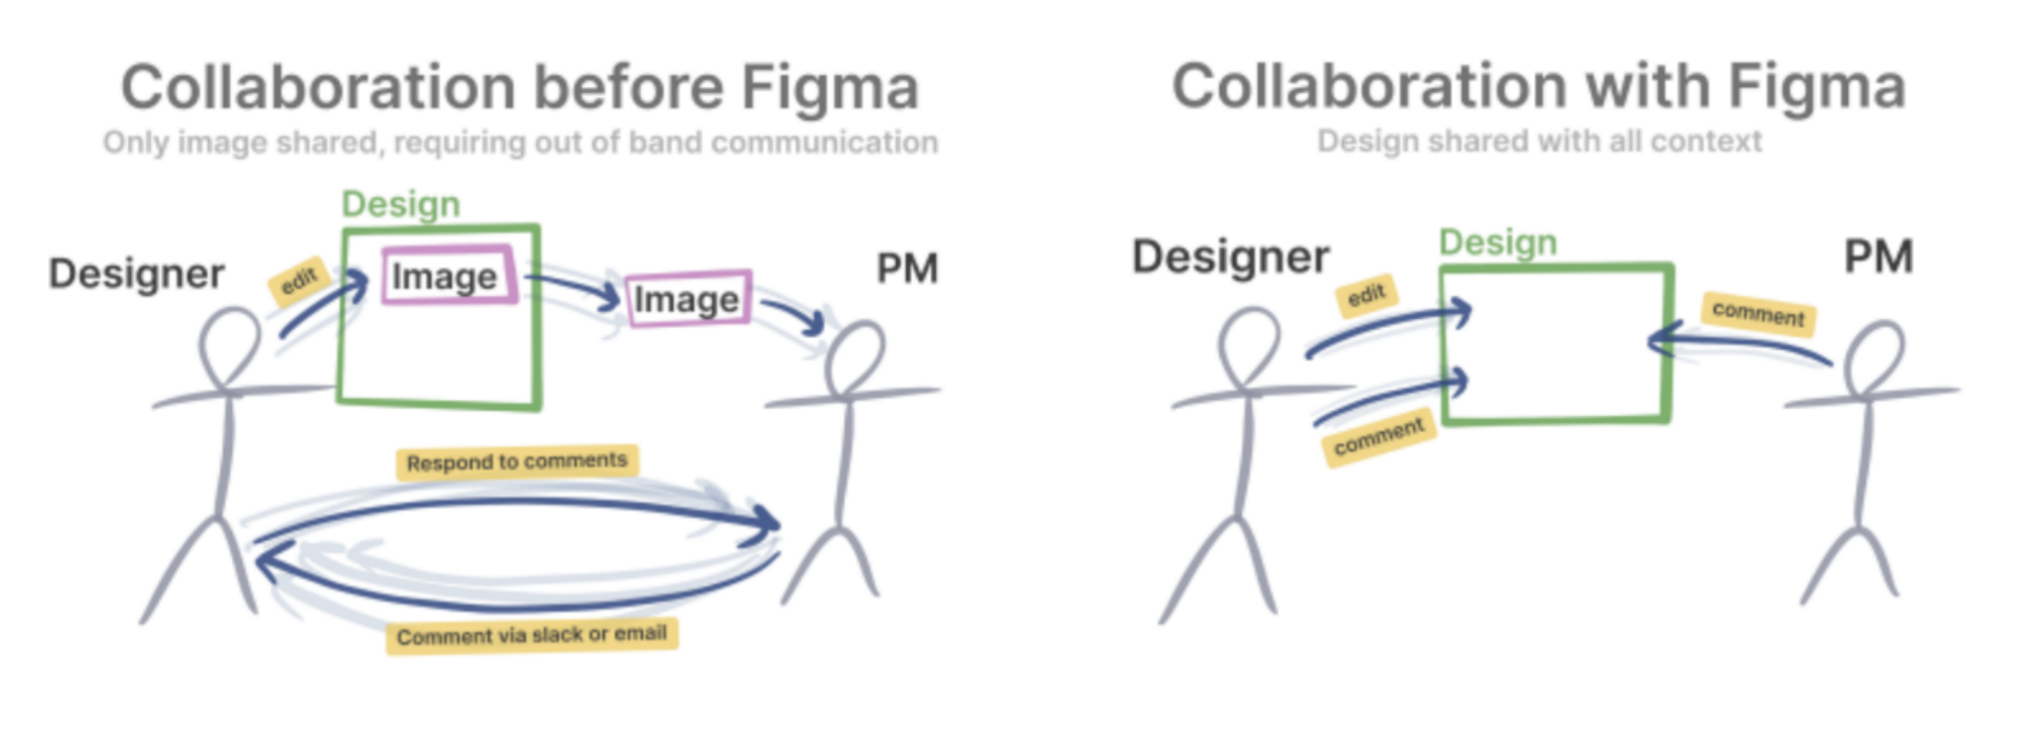 Collaboration before Figma
Only image shared, requiring out of band communication
Design
Designer
edit
Image
Image
PM
Respond to comments
Comment via slack or email
Collaboration with Figma
Design shared with all context
Designer
Design
PM
edit
comment
comment